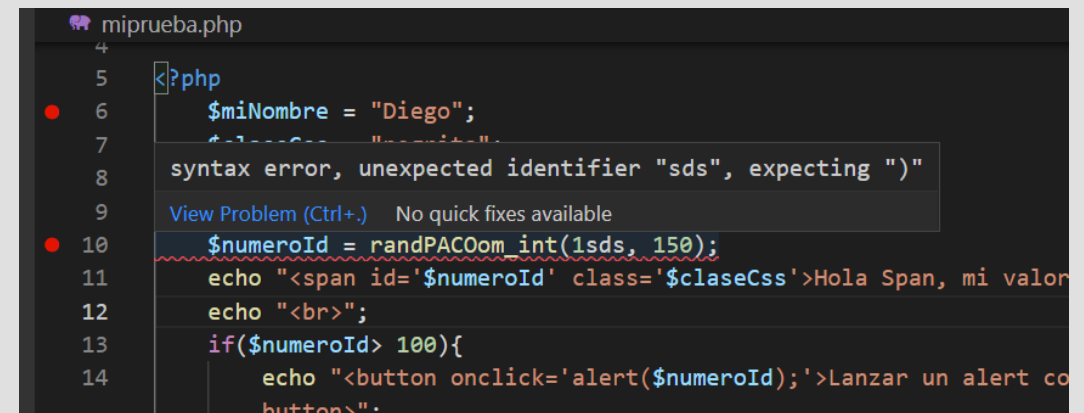 miprueba.php
4
5 <?php
6 $miNombre = "Diego";
7 $claseCss = "negrita";
8
syntax error, unexpected identifier "sds", expecting ")"
9
View Problem (Ctrl+.) No quick fixes available
10 $numeroId = randPACOom_int(1sds, 150);
11 echo "<span id='$numeroId' class='$claseCss'>Hola Span, mi valor
12 echo "<br>";
13 if($numeroId> 100){
14 echo "<button onclick='alert($numeroId);'>Lanzar un alert co
button>";